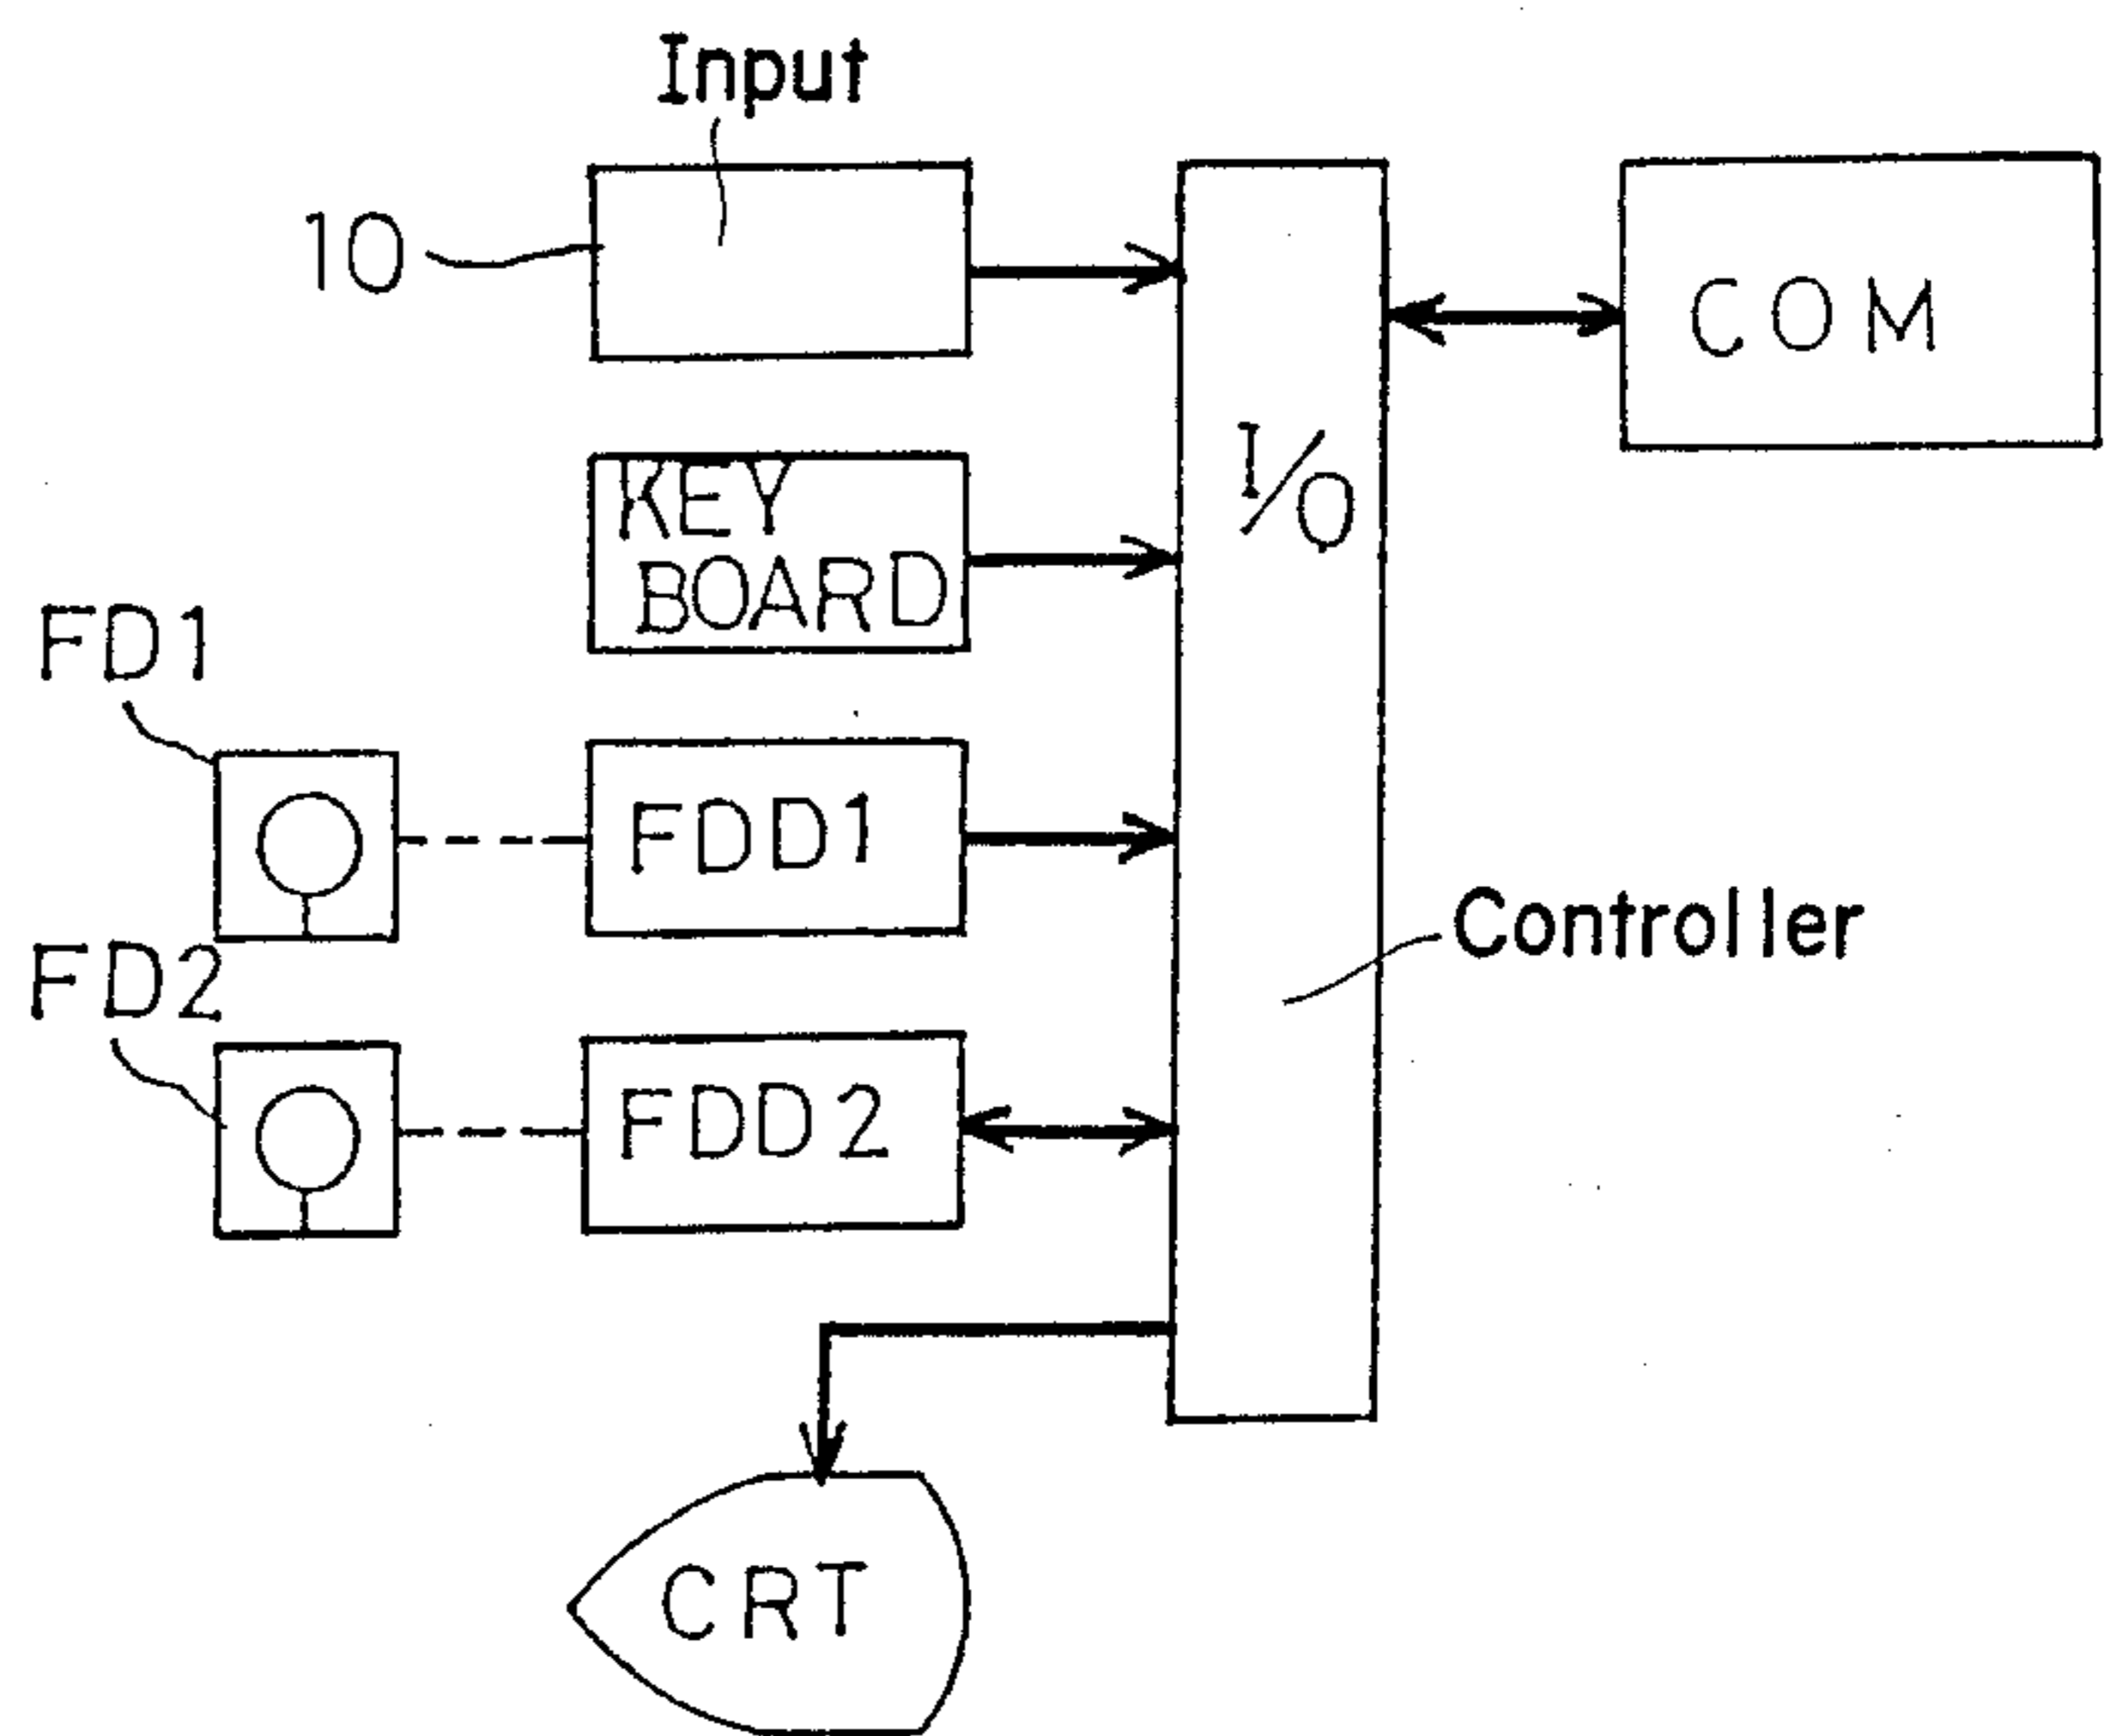 Input
10
COM
I/O
KEY
BOARD
FD1
FDD1
Controller
FD2
FDD2
CRT